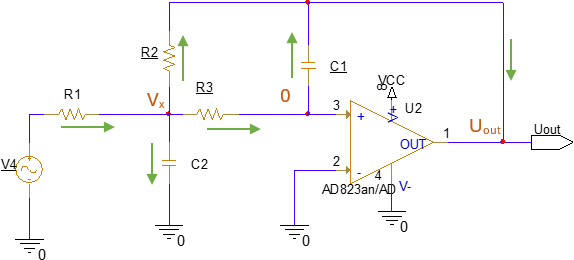 R2
C1
VCC
8
R1
Vx
R3
0
3
+
V+
U2
Uout
1
Uout
OUT
V4
C2
2
-
4
AD823an/AD
V-
0
0
0
0